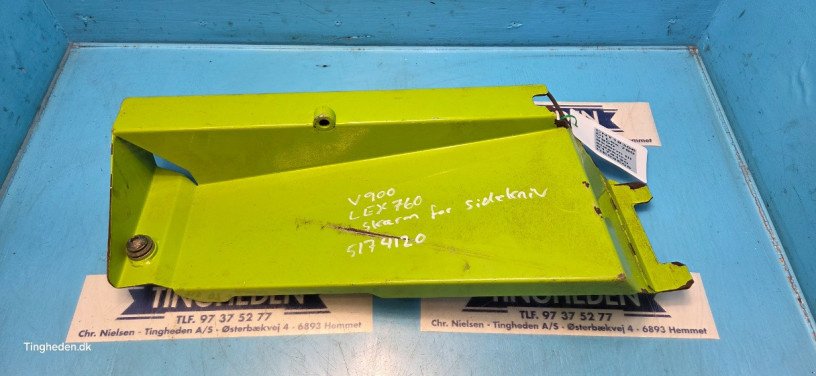 V900
LEX760
skærm for sidekniv
5174120
TINGHEDEN
TLF. 97 37 52 77
Chr. Nielsen - Tingheden A/S - Østerbækvej 4 - 6893 Hemmet
TINGHEDEN
TLF. 97 37 52 77
Chr. Nielsen - Tingheden A/S - Østerbækvej 4 - 6893 Hemmet
Tingheden.dk